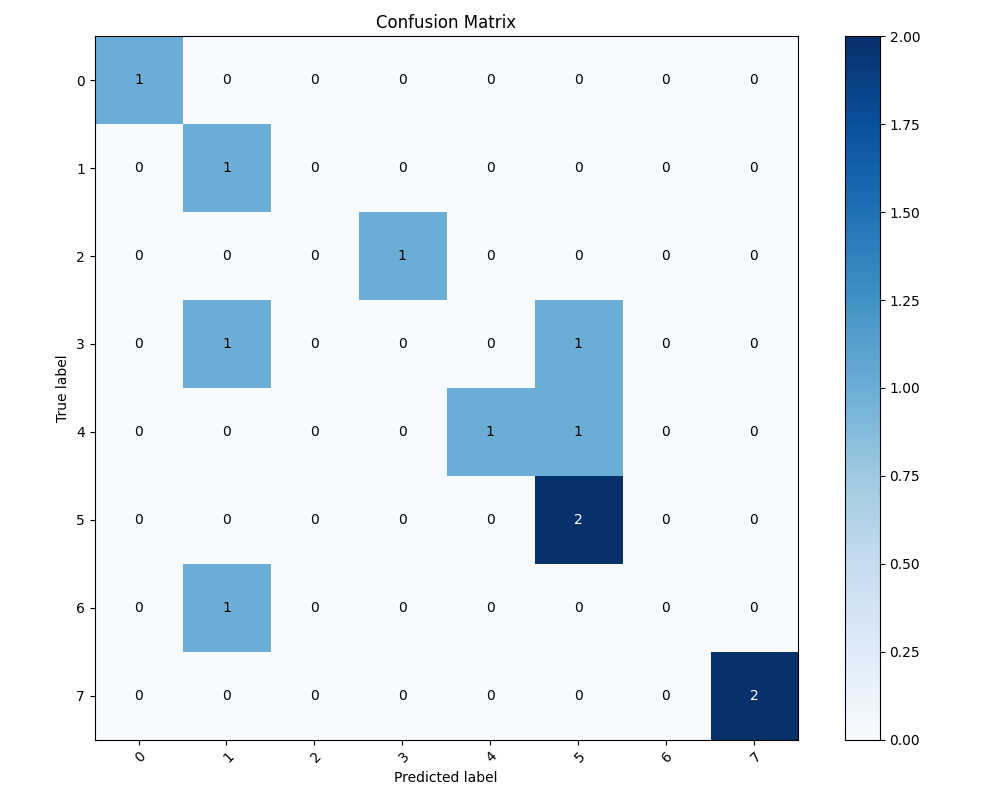 Confusion Matrix
0 1 0 0 0 0 0 0 0
1 0 1 0 0 0 0 0 0
2 0 0 0 1 0 0 0 0
3 0 1 0 0 0 1 0 0
4 0 0 0 0 1 1 0 0
5 0 0 0 0 0 2 0 0
6 0 1 0 0 0 0 0 0
7 0 0 0 0 0 0 0 2
True label
0 1 2 3 4 5 6 7
Predicted label
2.00
1.75
1.50
1.25
1.00
0.75
0.50
0.25
0.00